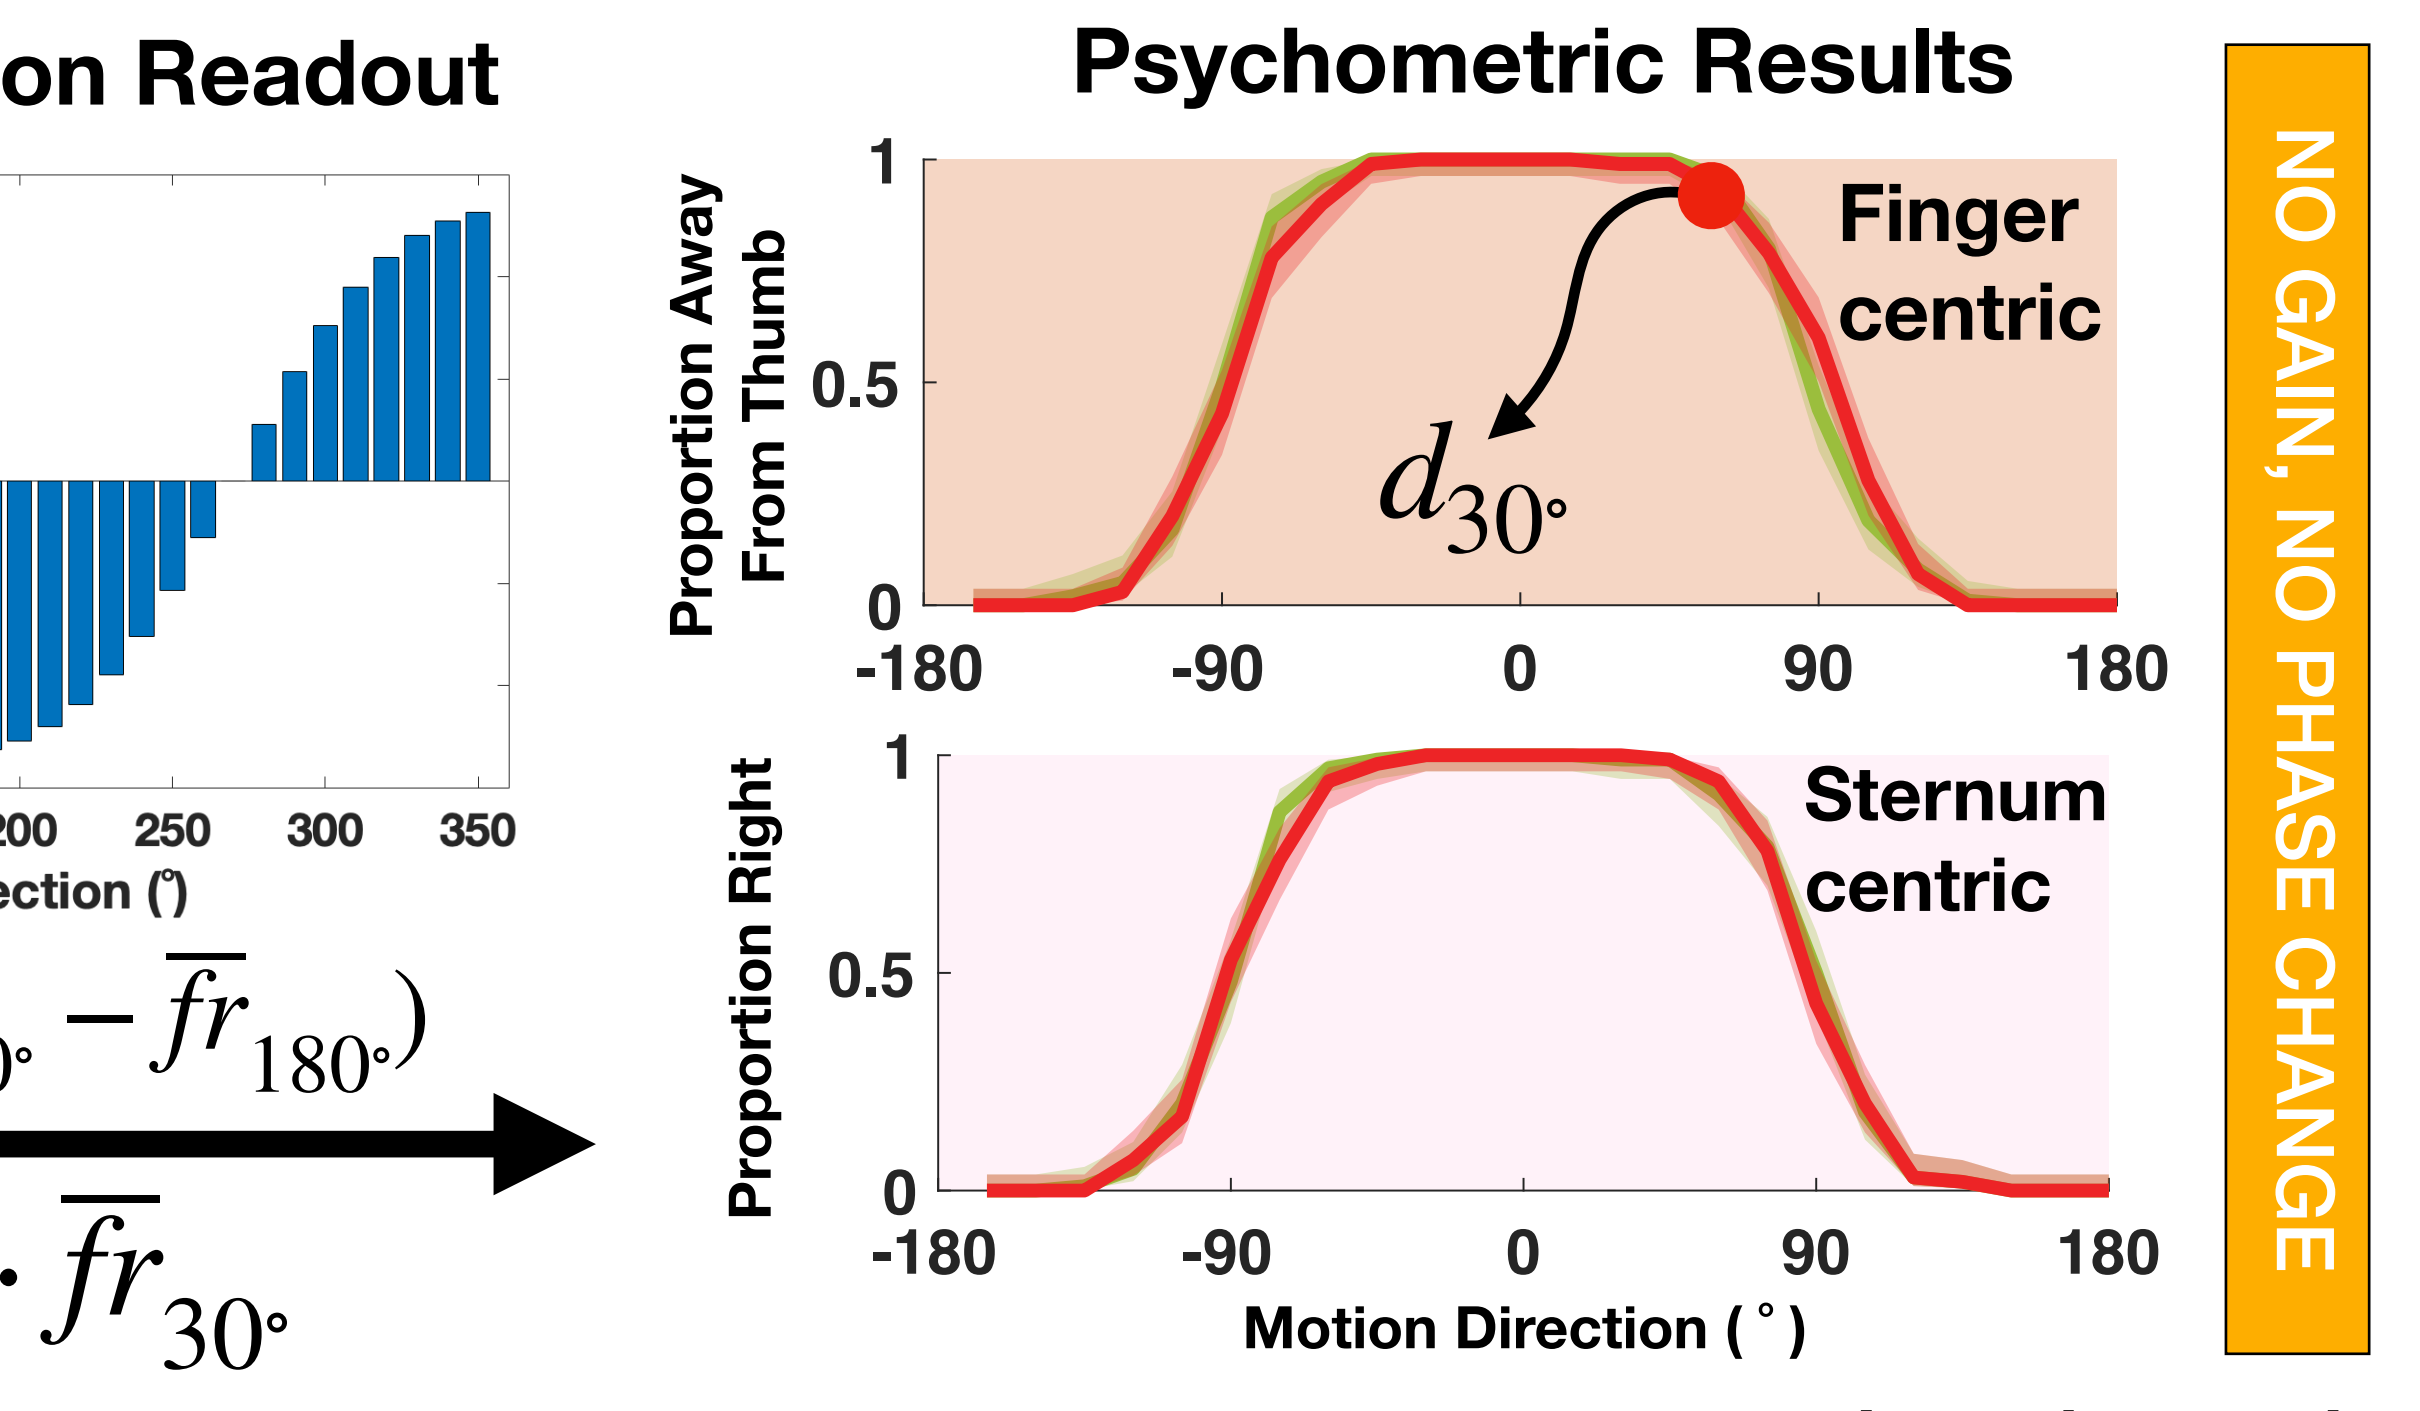 on Readout
200
250
300
350
ection (°)
0° − fr180°)
· fr30°
Psychometric Results
Proportion Away
From Thumb
1
0.5
0
Finger
centric
d30°
-180
-90
0
90
180
Proportion Right
1
0.5
0
Sternum
centric
-180
-90
0
90
180
Motion Direction ( ° )
NO GAIN, NO PHASE CHANGE